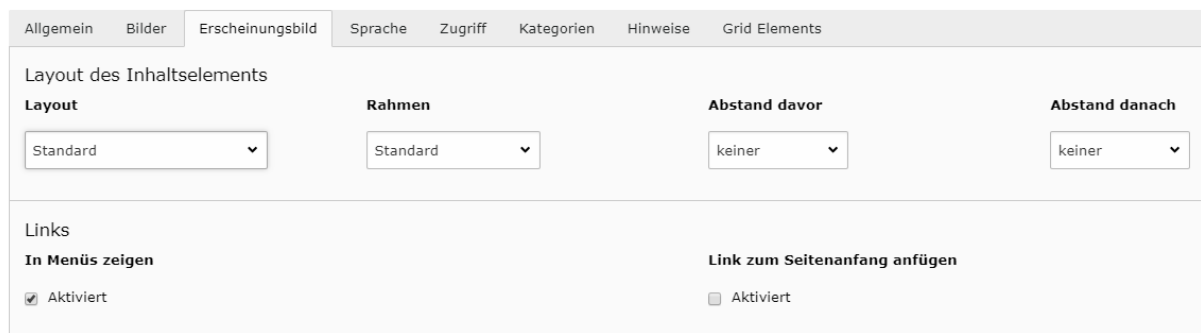 Allgemein Bilder Erscheinungsbild Sprache Zugriff Kategorien Hinweise Grid Elements
Layout des Inhaltselements
Layout Rahmen Abstand davor Abstand danach
Standard Standard keiner keiner
Links
In Menüs zeigen Link zum Seitenanfang anfügen
Aktiviert Aktiviert